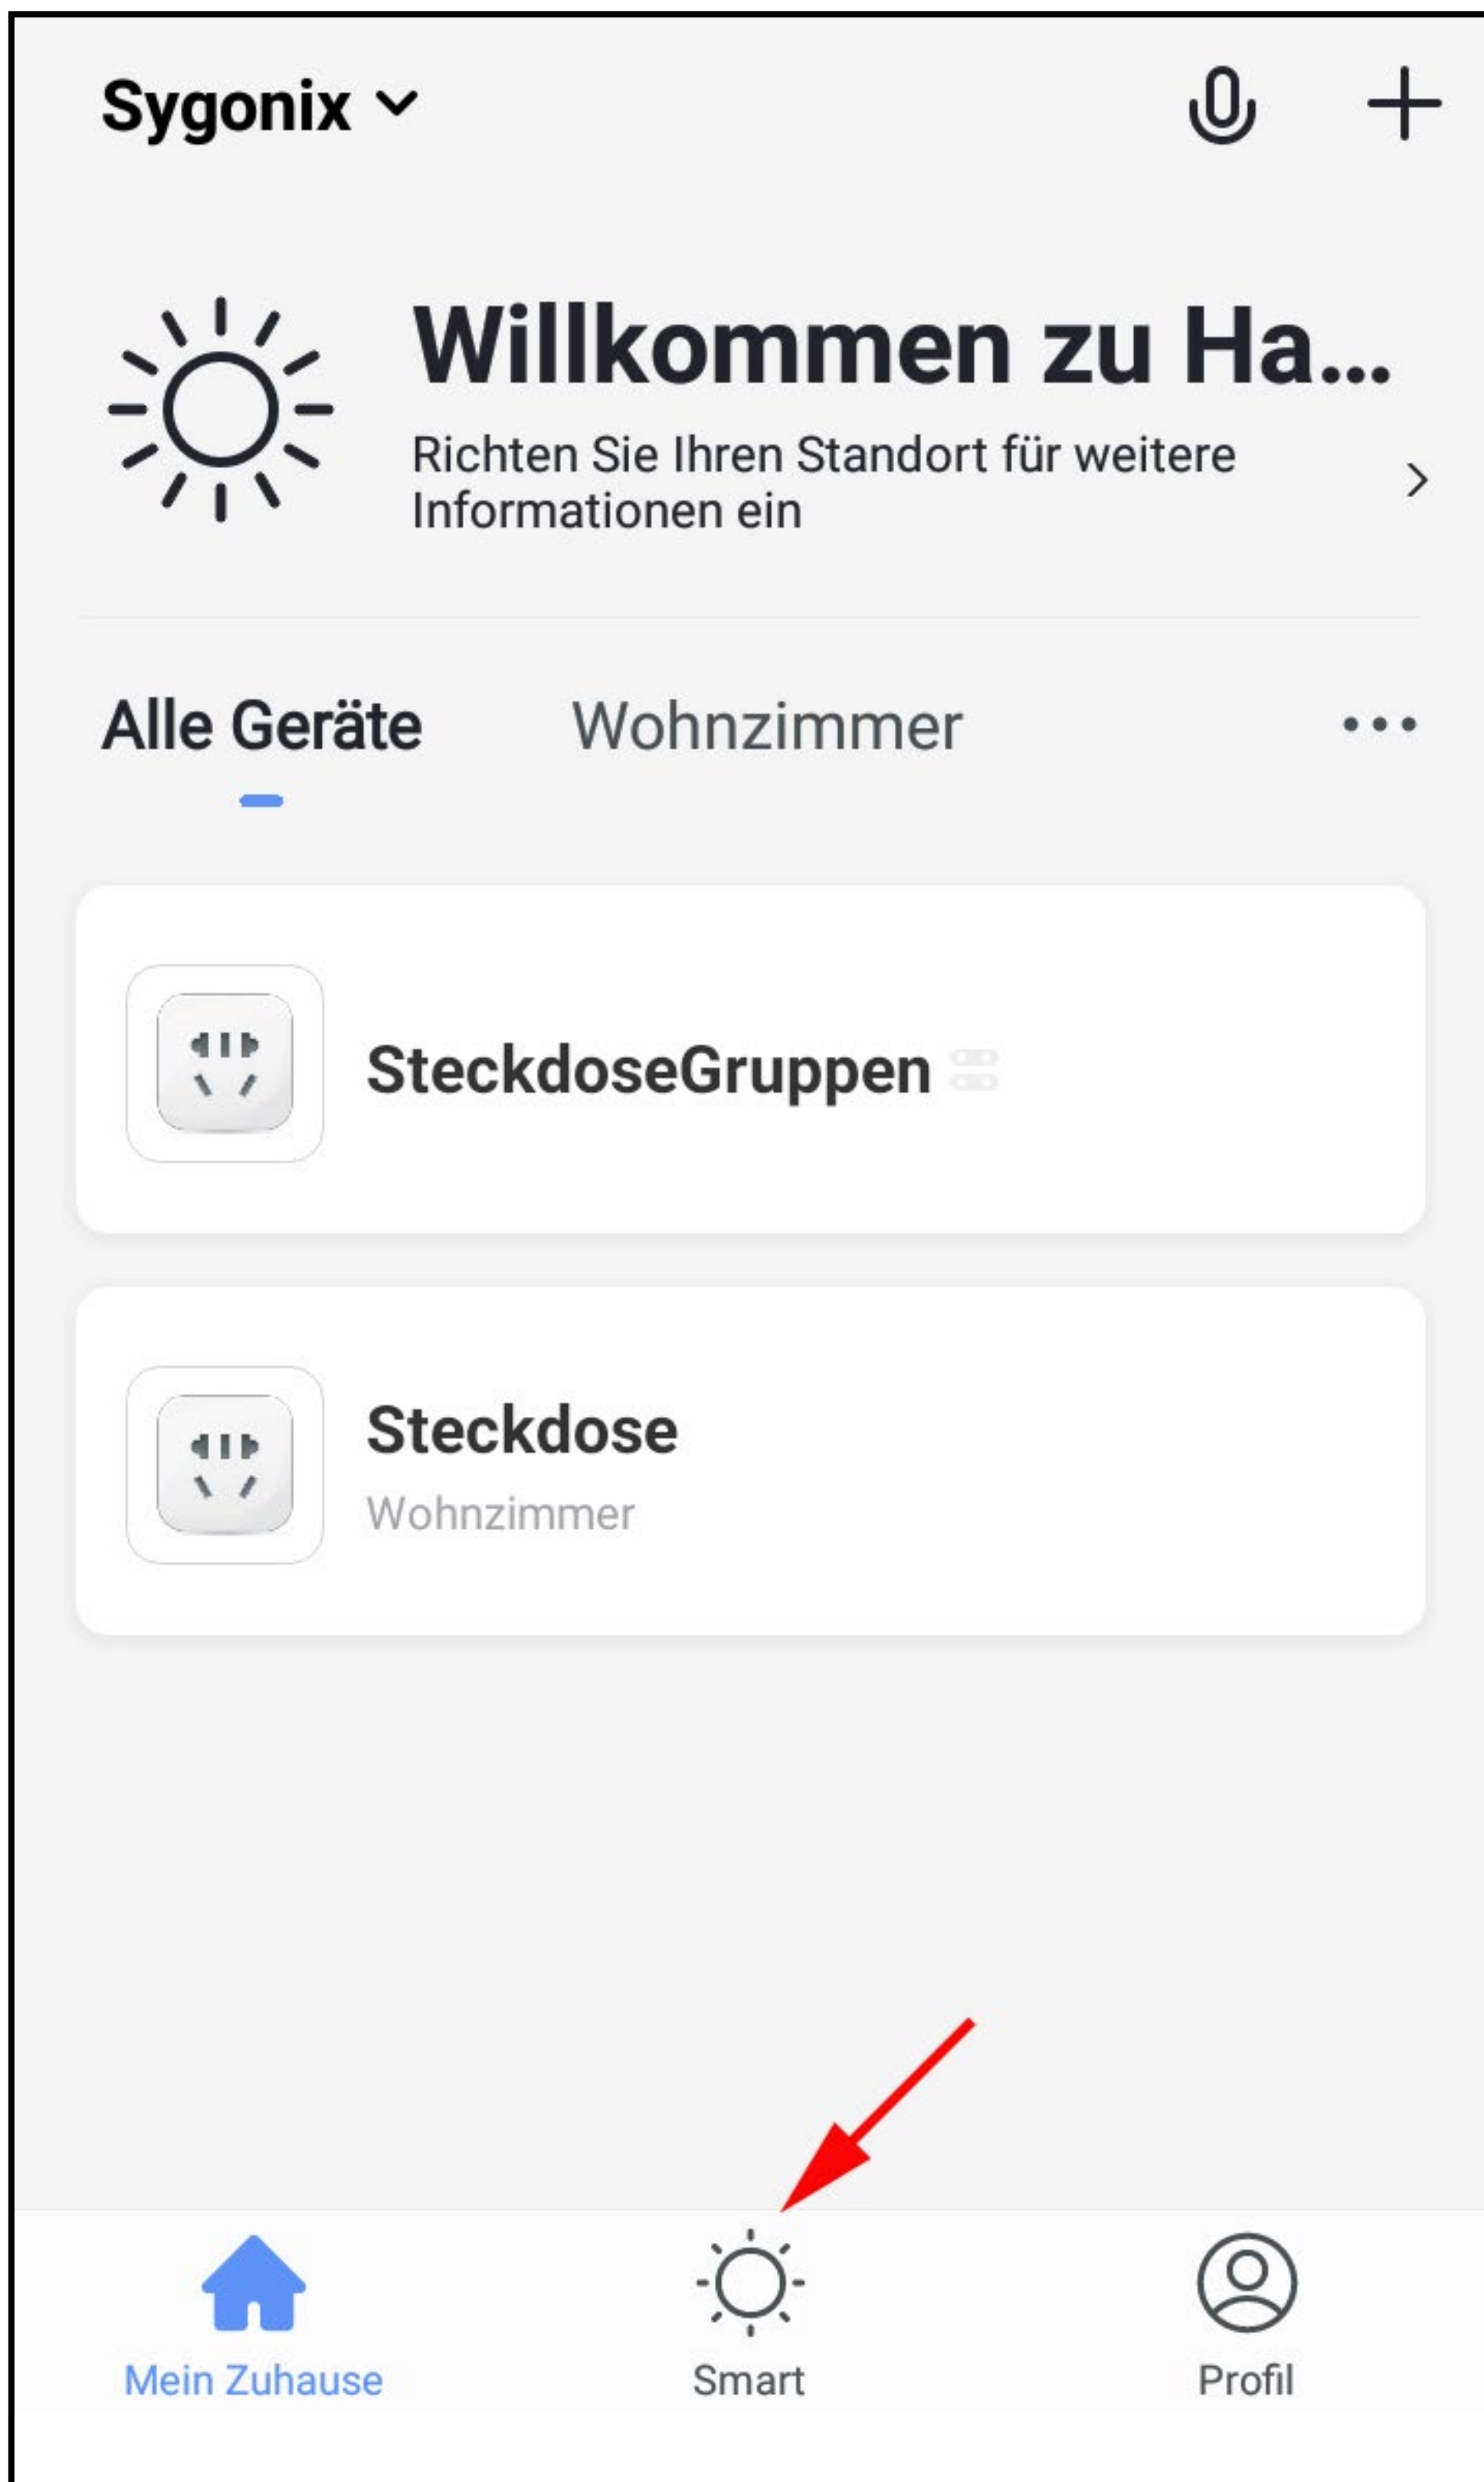 Sygonix
Willkommen zu Ha...
Richten Sie Ihren Standort für weitere
Informationen ein
Alle Geräte Wohnzimmer
SteckdoseGruppen
Steckdose
Wohnzimmer
Mein Zuhause Smart Profil